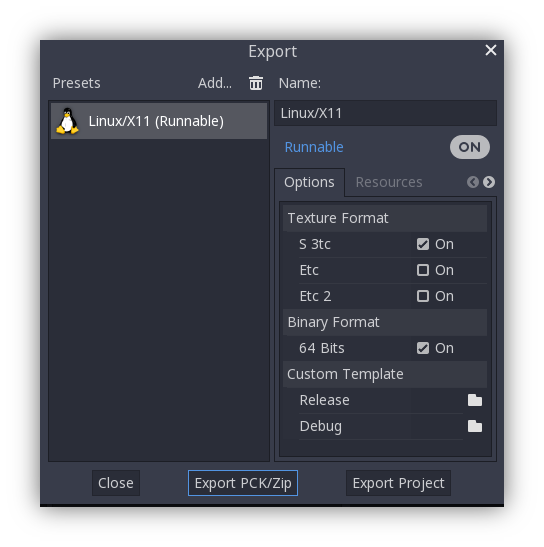 Export
Presets Add... Name:
Linux/X11 (Runnable)
Linux/X11
Runnable ON
Options Resources
Texture Format
S 3tc On
Etc On
Etc 2 On
Binary Format
64 Bits On
Custom Template
Release
Debug
Close Export PCK/Zip Export Project